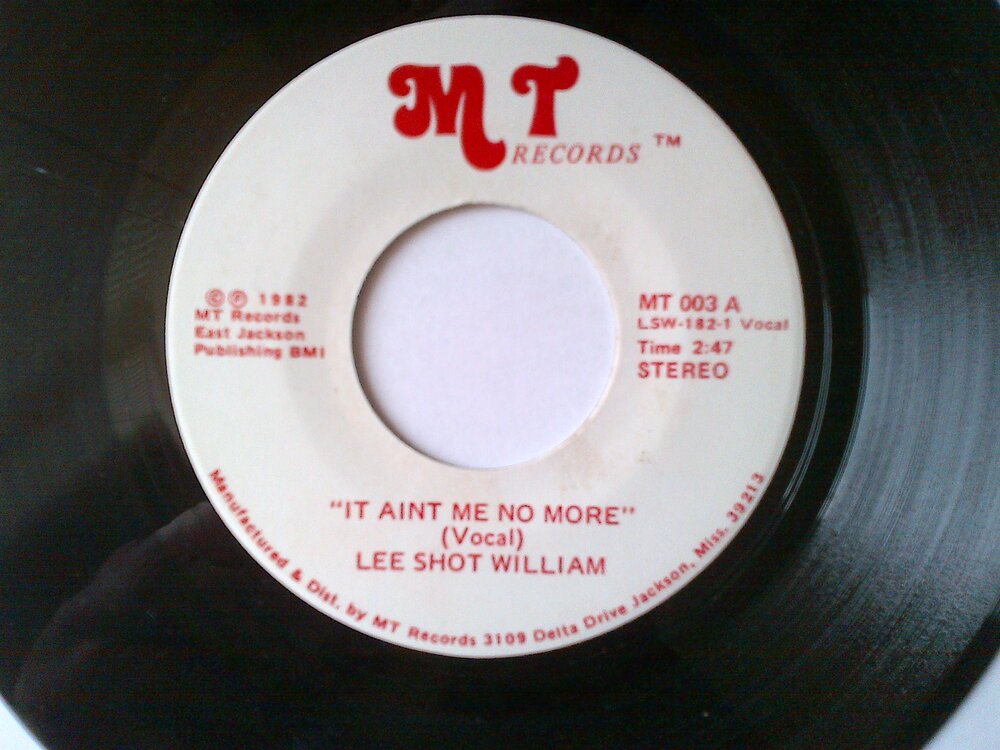 MT
RECORDS ™
© ℗ 1982
MT Records
East Jackson
Publishing BMI
MT 003 A
LSW-182-1 Vocal
Time 2:47
STEREO
"IT AINT ME NO MORE"
(Vocal)
LEE SHOT WILLIAM
Manufactured & Dist. by MT Records 3109 Delta Drive Jackson, Miss. 39213